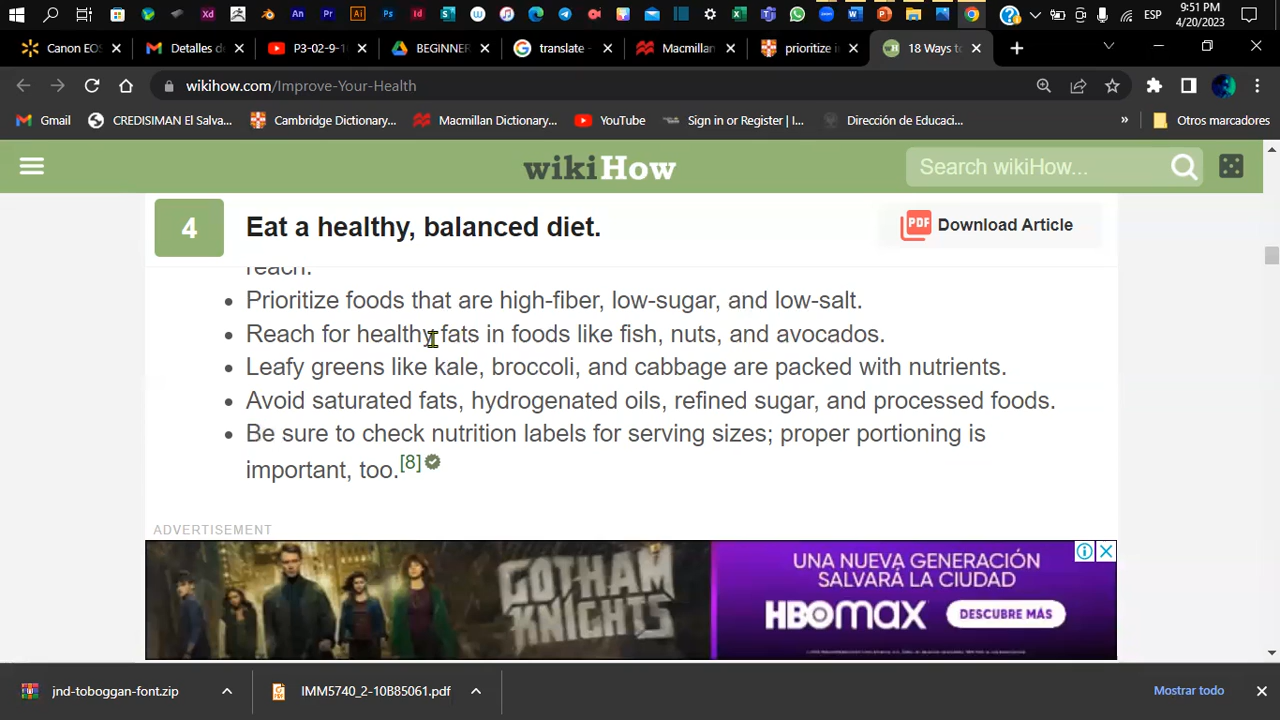 9:51 PM
ESP
4/20/2023
Canon EOS
Detalles de
P3-02-9-1
BEGINNER
translate -
Macmillan
prioritize i
18 Ways to
wikihow.com/Improve-Your-Health
Gmail
CREDISIMAN El Salva...
Cambridge Dictionary...
Macmillan Dictionary,...
YouTube
Sign in or Register | I...
Dirección de Educaci...
»
Otros marcadores
wikiHow
Search wikiHow...
4
Eat a healthy, balanced diet.
PDF
Download Article
reach.
• Prioritize foods that are high-fiber, low-sugar, and low-salt.
• Reach for healthy fats in foods like fish, nuts, and avocados.
• Leafy greens like kale, broccoli, and cabbage are packed with nutrients.
• Avoid saturated fats, hydrogenated oils, refined sugar, and processed foods.
• Be sure to check nutrition labels for serving sizes; proper portioning is
important, too.[8]
ADVERTISEMENT
GOTHAM
KNIGHTS
UNA NUEVA GENERACIÓN
SALVARÁ LA CIUDAD
HBOMAX
DESCUBRE MÁS
jnd-toboggan-font.zip
IMM5740_2-10B85061.pdf
Mostrar todo